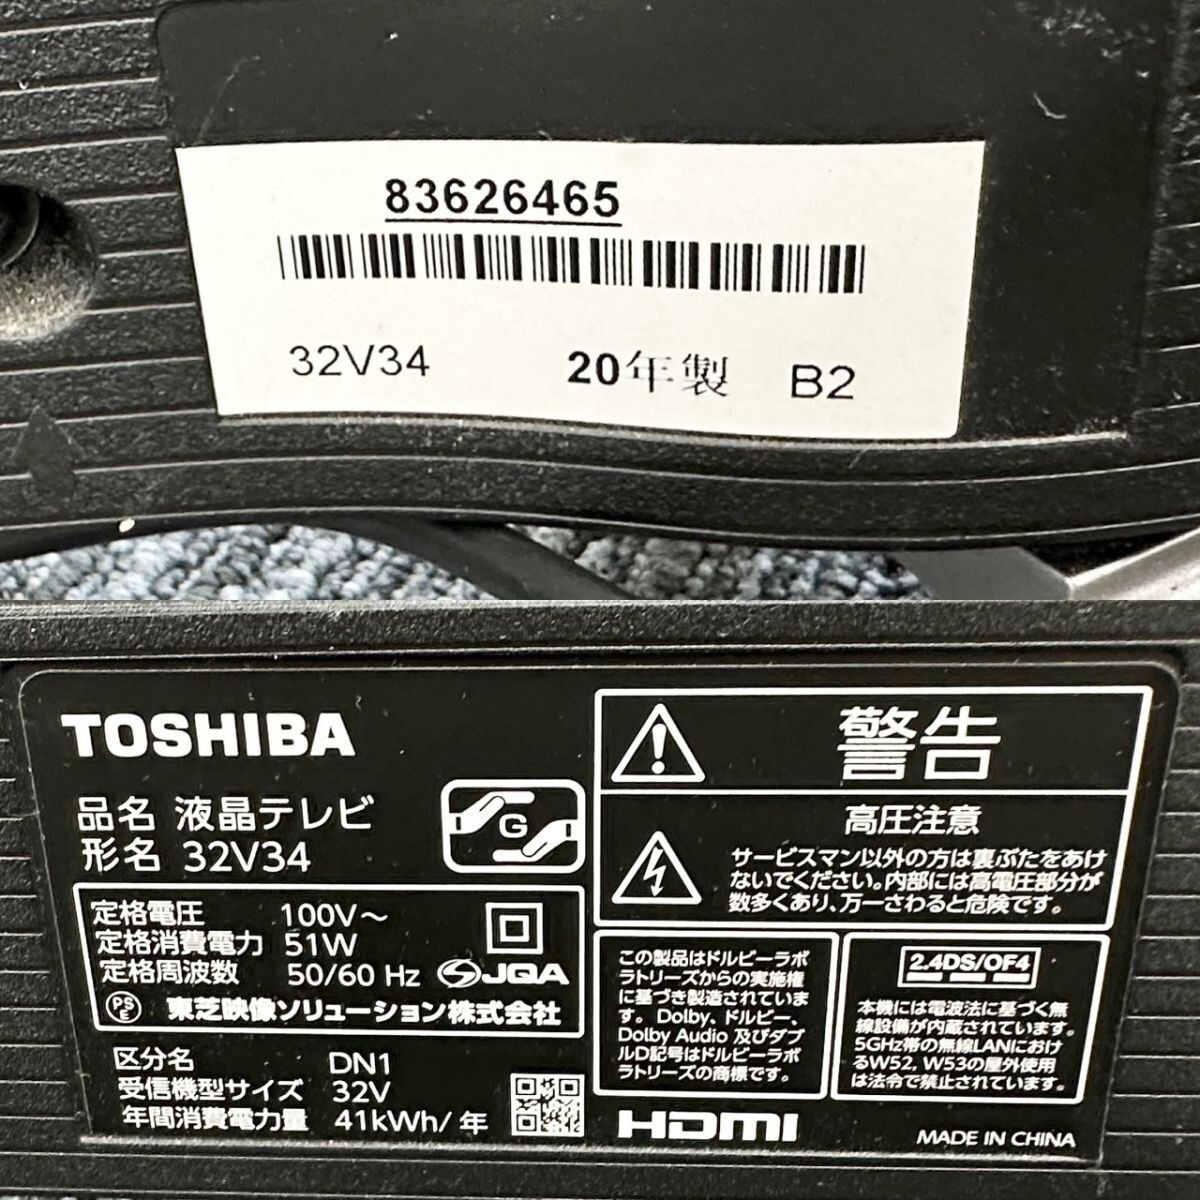 83626465
32V34 20年製 B2
TOSHIBA
品名 液晶テレビ
形名 32V34
G
定格電圧 100V～
定格消費電力 51W
定格周波数 50/60 Hz
JQA
PSE
東芝映像ソリューション株式会社
区分名 DN1
受信機型サイズ 32V
年間消費電力量 41kWh/年
警告
高圧注意
サービスマン以外の方は裏ぶたをあけ
ないでください。内部には高電圧部分が
数多くあり、万一さわると危険です。
この製品はドルビーラボ
ラトリーズからの実施権
に基づき製造されていま
す。Dolby、ドルビー、
Dolby Audio 及びダブ
ルD記号はドルビーラボ
ラトリーズの商標です。
2.4DS/OF4
本機には電波法に基づく無
線設備が内蔵されています。
5GHz帯の無線LANにおけ
るW52, W53の屋外使用
は法令で禁止されています。
HDMI
MADE IN CHINA